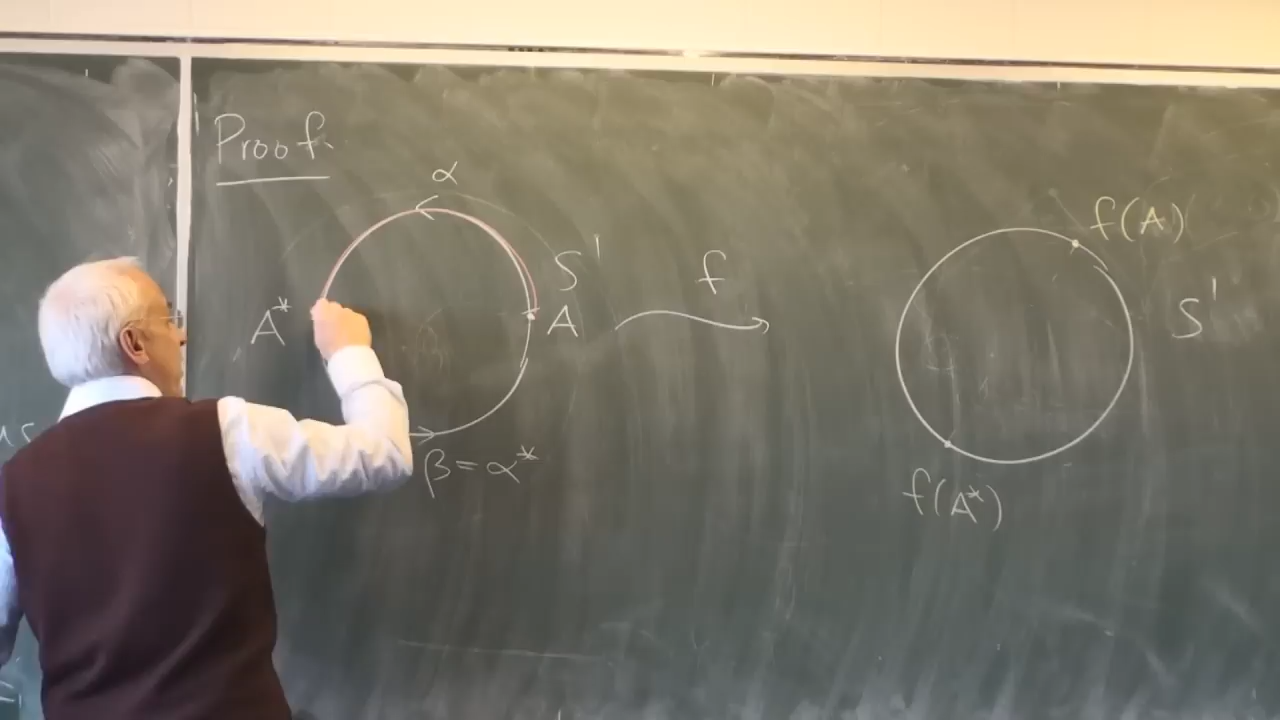 Proof.
α
S¹
A
A*
β = α*
f
f(A)
S¹
f(A*)